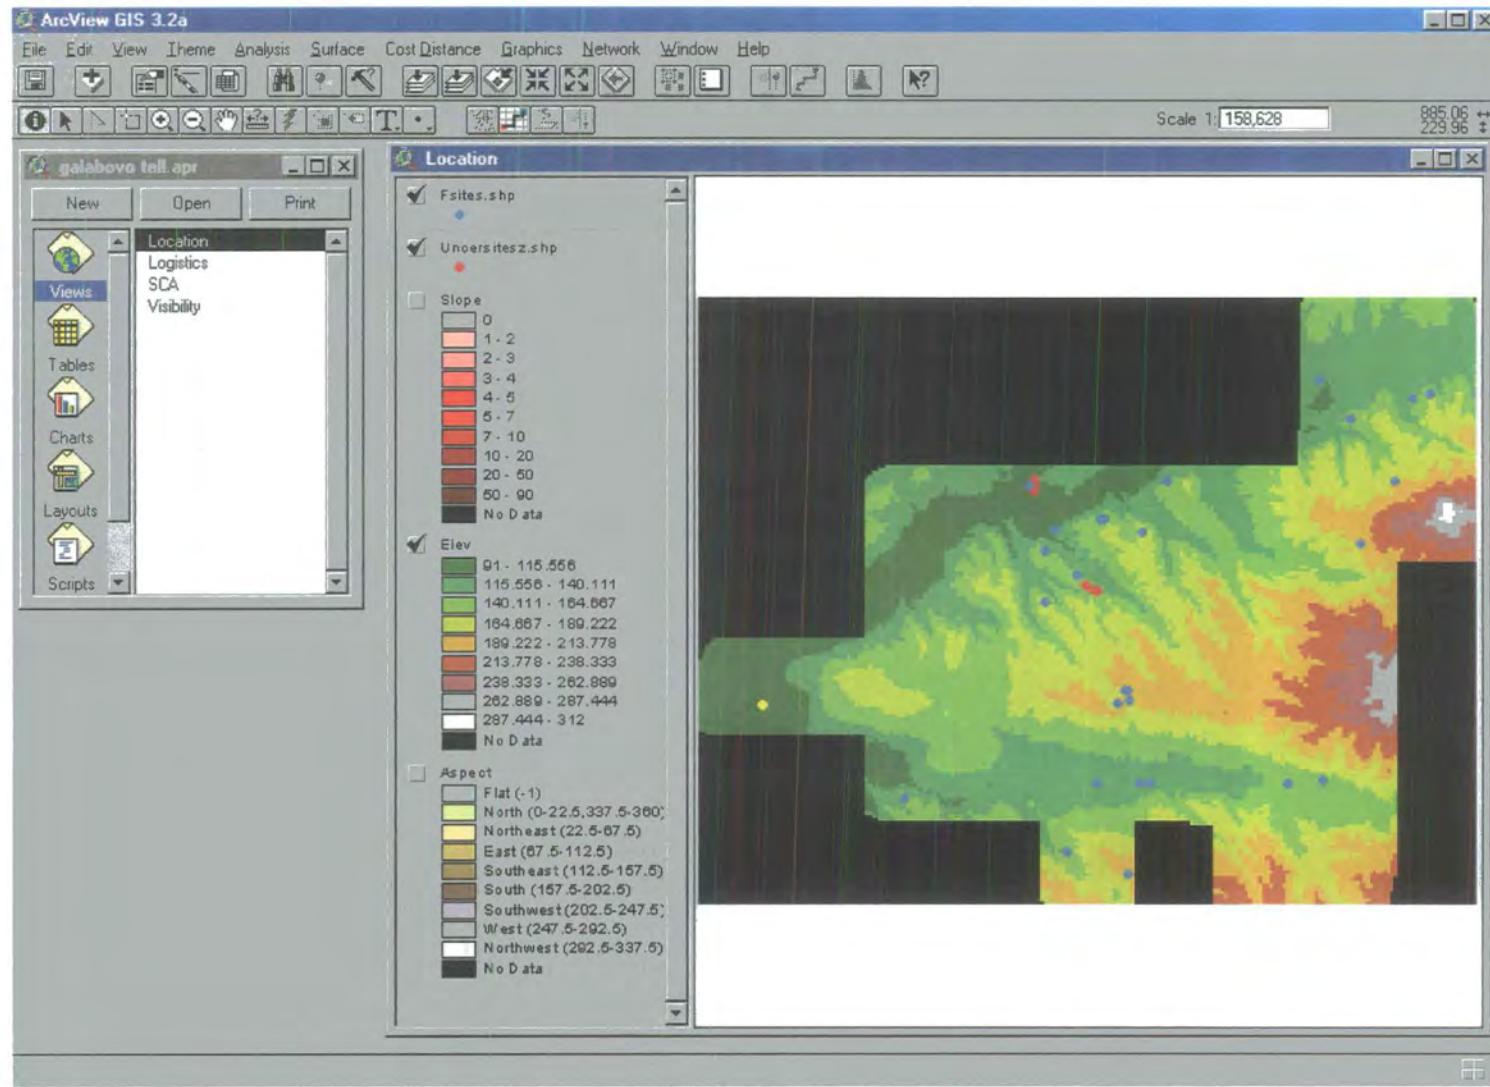 ArcView GIS 3.2a
File Edit View Theme Analysis Surface Cost Distance Graphics Network Window Help
Scale 1: 158,628
885.06
229.96
galabovo tell.apr
New Open Print
Views
Tables
Charts
Layouts
Scripts
Location
Logistics
SCA
Visibility
Location
Fsites.shp
Uncersitesz.shp
Slope
0
1 - 2
2 - 3
3 - 4
4 - 5
5 - 7
7 - 10
10 - 20
20 - 50
50 - 90
No Data
Elev
91 - 115.556
115.556 - 140.111
140.111 - 164.667
164.667 - 189.222
189.222 - 213.778
213.778 - 238.333
238.333 - 262.889
262.889 - 287.444
287.444 - 312
No Data
Aspect
Flat (-1)
North (0-22.5,337.5-360)
Northeast (22.5-67.5)
East (67.5-112.5)
Southeast (112.5-157.5)
South (157.5-202.5)
Southwest (202.5-247.5)
West (247.5-292.5)
Northwest (292.5-337.5)
No Data